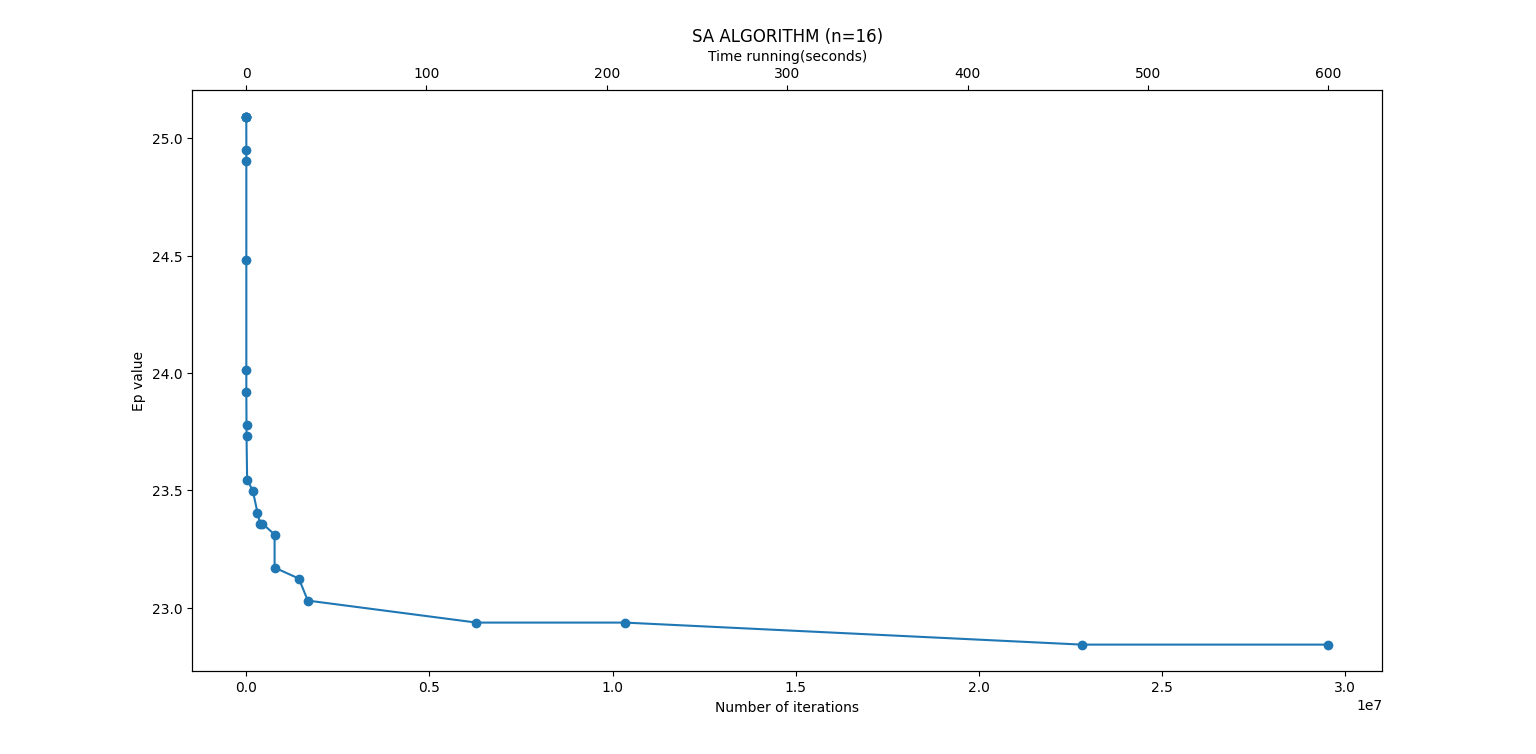 SA ALGORITHM (n=16)
Time running(seconds)
0 100 200 300 400 500 600
25.0
24.5
24.0
23.5
23.0
Ep value
0.0 0.5 1.0 1.5 2.0 2.5 3.0
1e7
Number of iterations